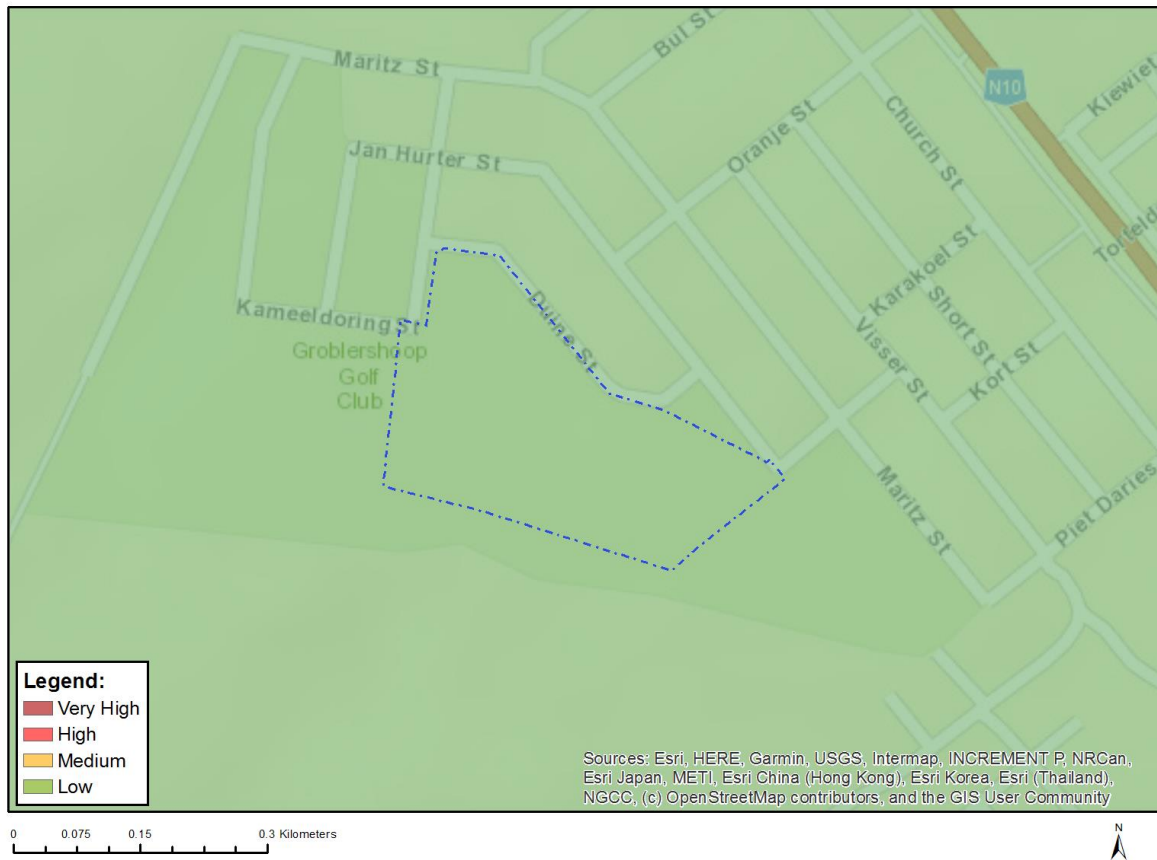 Maritz St
Bul St
N10
Kiewiet
Jan Hurter St
Oranje St
Church St
Kameeldoring St
Duine St
Karakoel St
Short St
Visser St
Kort St
Groblershoop
Golf
Club
Maritz St
Piet Daries
Legend:
Very High
High
Medium
Low
Sources: Esri, HERE, Garmin, USGS, Intermap, INCREMENT P, NRCan,
Esri Japan, METI, Esri China (Hong Kong), Esri Korea, Esri (Thailand),
NGCC, (c) OpenStreetMap contributors, and the GIS User Community
0 0.075 0.15 0.3 Kilometers
N